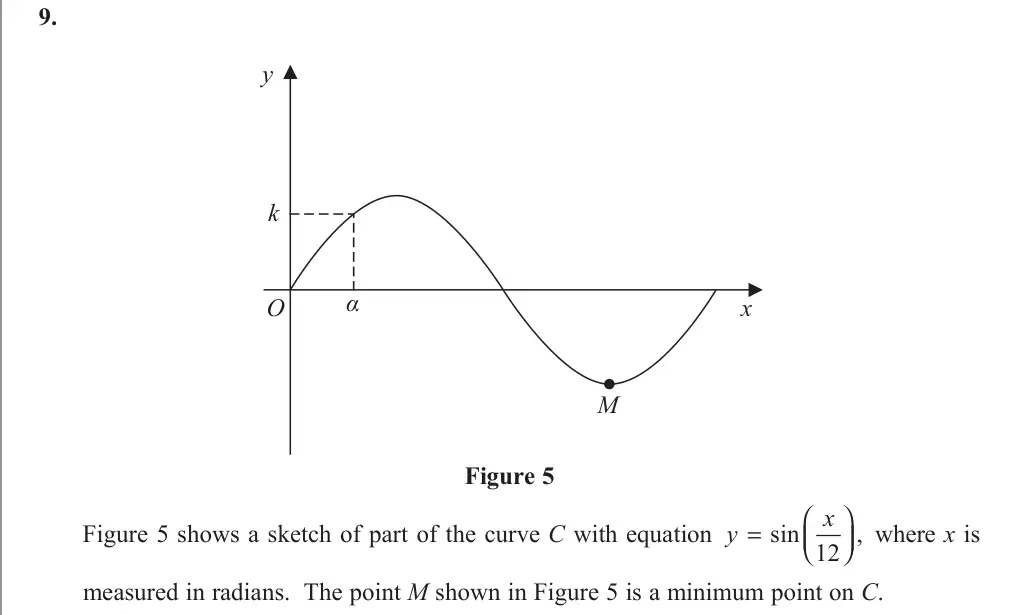 9.
y
k
O
α
x
M
Figure 5
Figure 5 shows a sketch of part of the curve C with equation y = sin(x/12), where x is
measured in radians. The point M shown in Figure 5 is a minimum point on C.